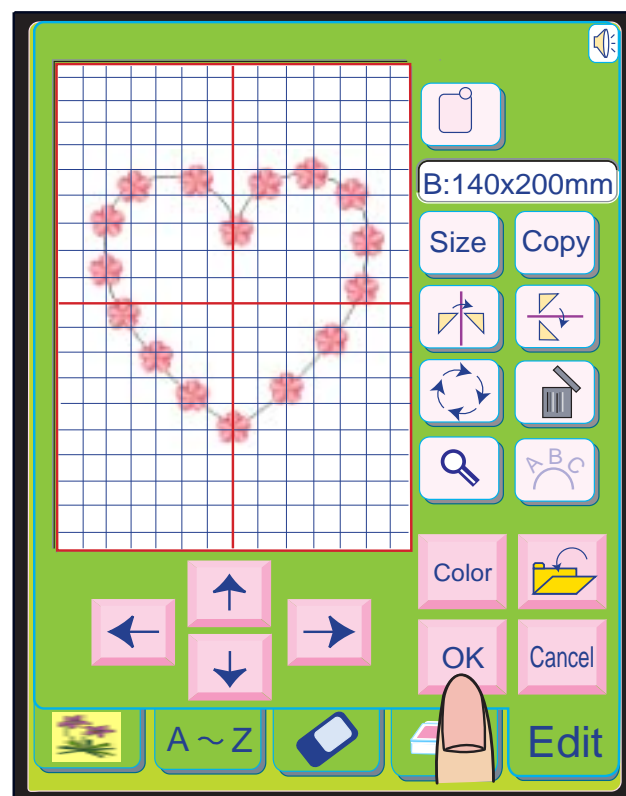 B:140x200mm
Size
Copy
A B C
Color
OK
Cancel
A ~ Z
Edit